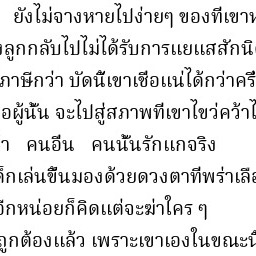 ยังไม่จางหายไปง่ายๆ ของที่เขาห
ลูกกลับไปไม่ได้รับการแยแสสักนิ
ภาษีกว่า บัดนี้เขาเชื่อแน่ได้กว่าครึ่
อผู้นั้น จะไปสู่สภาพที่เขาไขว่คว้าไ
า คนอื่น คนนั้นรักแกจริง
ด็กเล่นขึ้นมองด้วยดวงตาที่พร่าเลือ
อีกหน่อยก็คิดแต่จะฆ่าใคร ๆ
ถูกต้องแล้ว เพราะเขาเองในขณะนี้